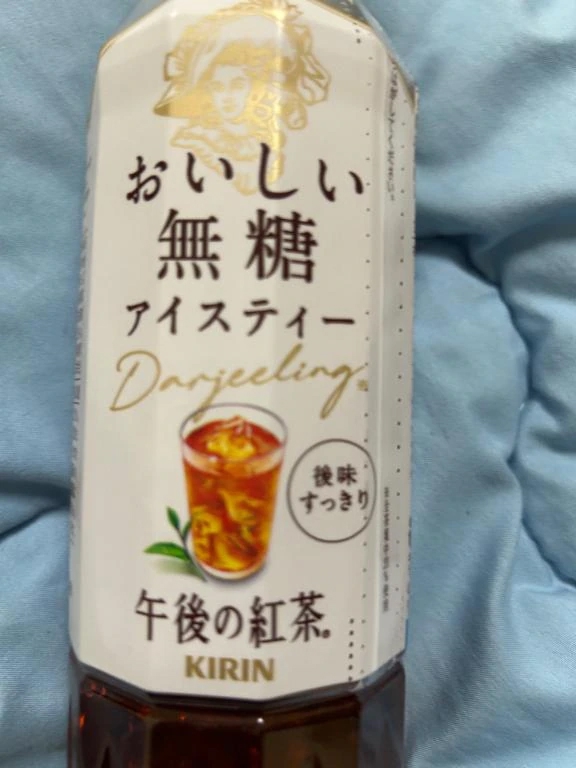 おいしい
無糖
アイスティー
Darjeeling※
後味
すっきり
午後の紅茶。
KIRIN